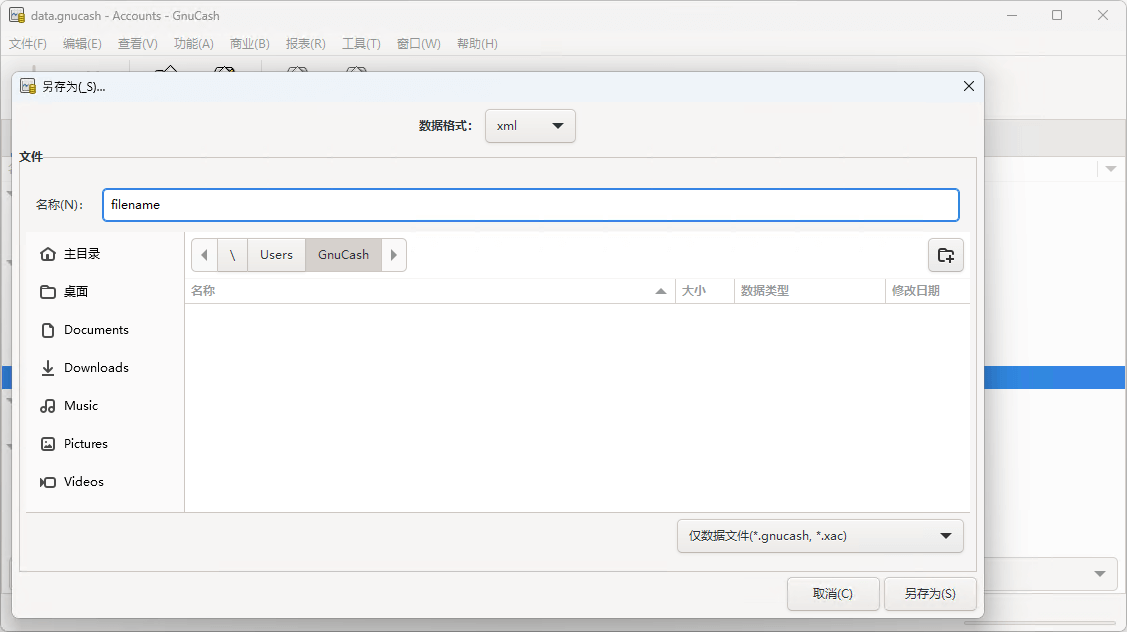 data.gnucash - Accounts - GnuCash
文件(F) 编辑(E) 查看(V) 功能(A) 商业(B) 报表(R) 工具(T) 窗口(W) 帮助(H)
另存为(_S)...
数据格式: xml
文件
名称(N): filename
主目录
桌面
Documents
Downloads
Music
Pictures
Videos
\ Users GnuCash
名称 大小 数据类型 修改日期
仅数据文件(*.gnucash, *.xac)
取消(C) 另存为(S)